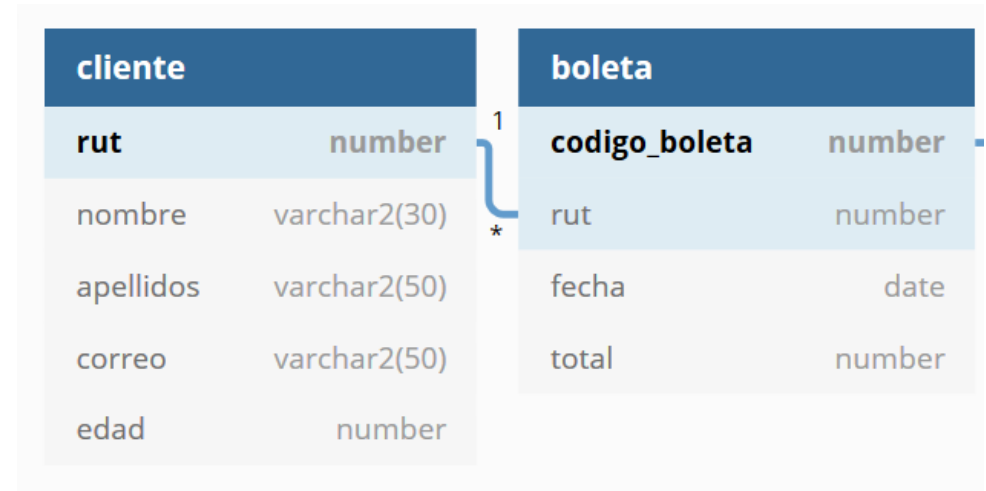 cliente
rut number
nombre varchar2(30)
apellidos varchar2(50)
correo varchar2(50)
edad number
1
*
boleta
codigo_boleta number
rut number
fecha date
total number